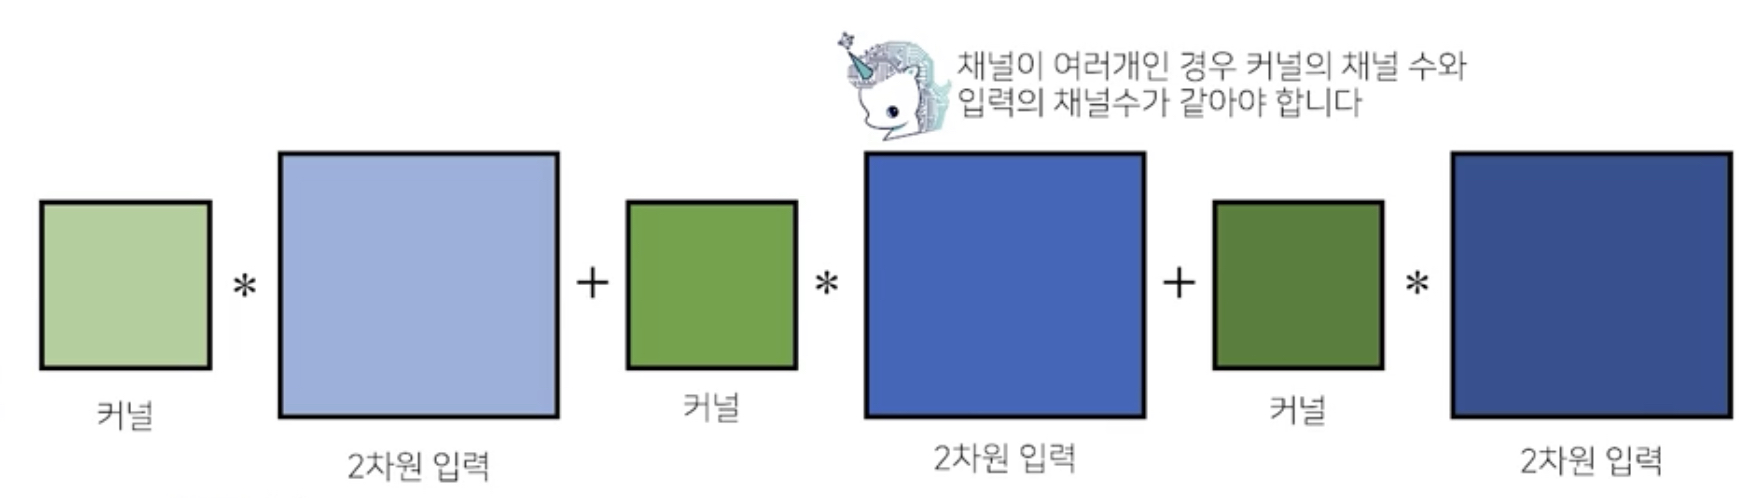 채널이 여러개인 경우 커널의 채널 수와
입력의 채널수가 같아야 합니다
* + * + *
커널
커널
커널
2차원 입력
2차원 입력
2차원 입력